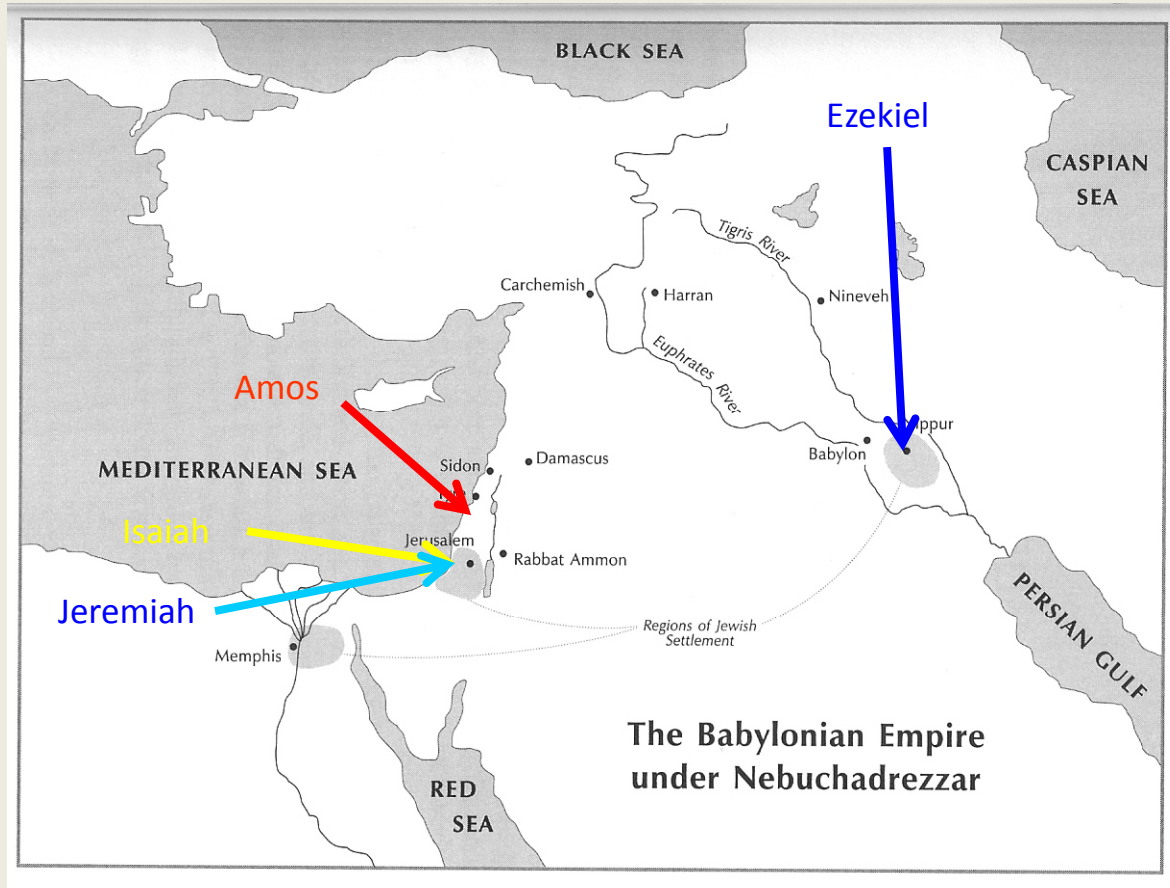 BLACK SEA
Ezekiel
CASPIAN
SEA
Tigris River
Carchemish
Harran
Nineveh
Euphrates River
Amos
ippur
Babylon
MEDITERRANEAN SEA
Sidon
Damascus
Isaiah
Jerusalem
Rabbat Ammon
Jeremiah
Regions of Jewish
Settlement
Memphis
PERSIAN GULF
The Babylonian Empire
under Nebuchadrezzar
RED
SEA